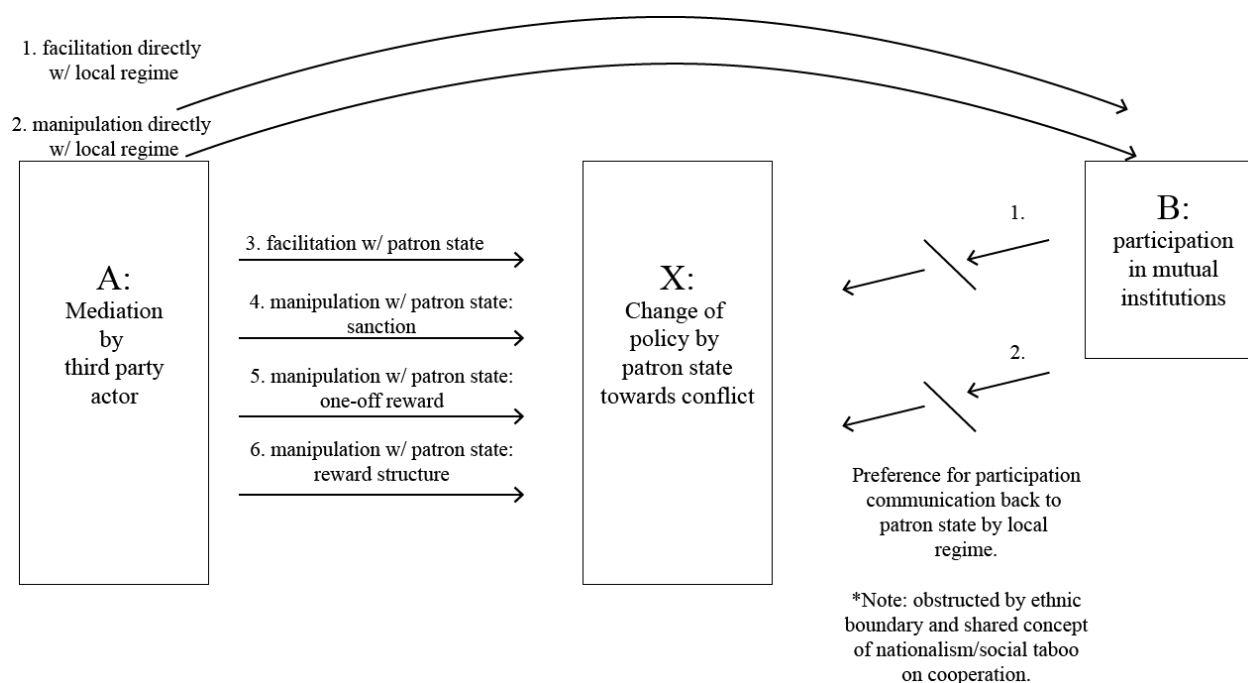 1. facilitation directly
w/ local regime
2. manipulation directly
w/ local regime
A:
Mediation
by
third party
actor
3. facilitation w/ patron state
4. manipulation w/ patron state:
sanction
5. manipulation w/ patron state:
one-off reward
6. manipulation w/ patron state:
reward structure
X:
Change of
policy by
patron state
towards conflict
1.
2.
B:
participation
in mutual
institutions
Preference for participation
communication back to
patron state by local
regime.
*Note: obstructed by ethnic
boundary and shared concept
of nationalism/social taboo
on cooperation.